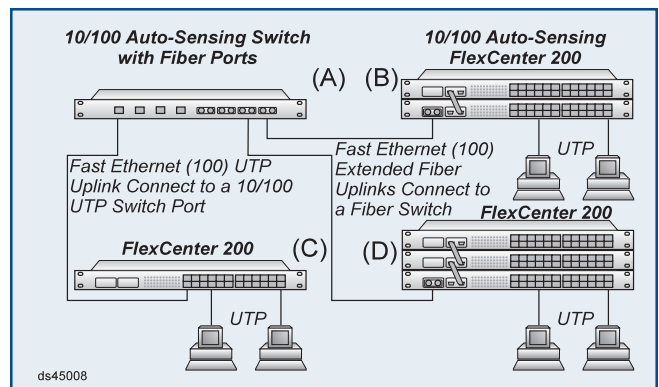 10/100 Auto-Sensing Switch
with Fiber Ports
(A)
(B)
10/100 Auto-Sensing
FlexCenter 200
UTP
Fast Ethernet (100) UTP
Uplink Connect to a 10/100
UTP Switch Port
Fast Ethernet (100)
Extended Fiber
Uplinks Connect to
a Fiber Switch
FlexCenter 200
(C)
UTP
FlexCenter 200
(D)
UTP
ds45008